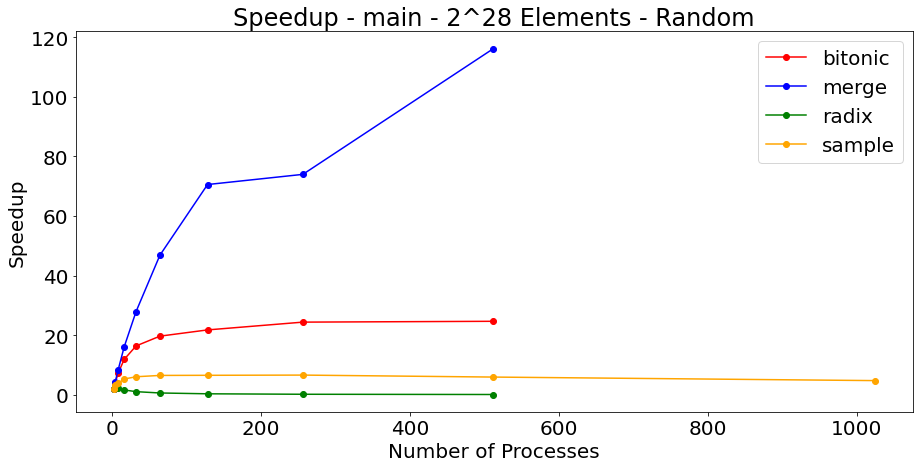 Speedup - main - 2^28 Elements - Random
120
100
80
60
40
20
0
Speedup
0 200 400 600 800 1000
Number of Processes
bitonic
merge
radix
sample